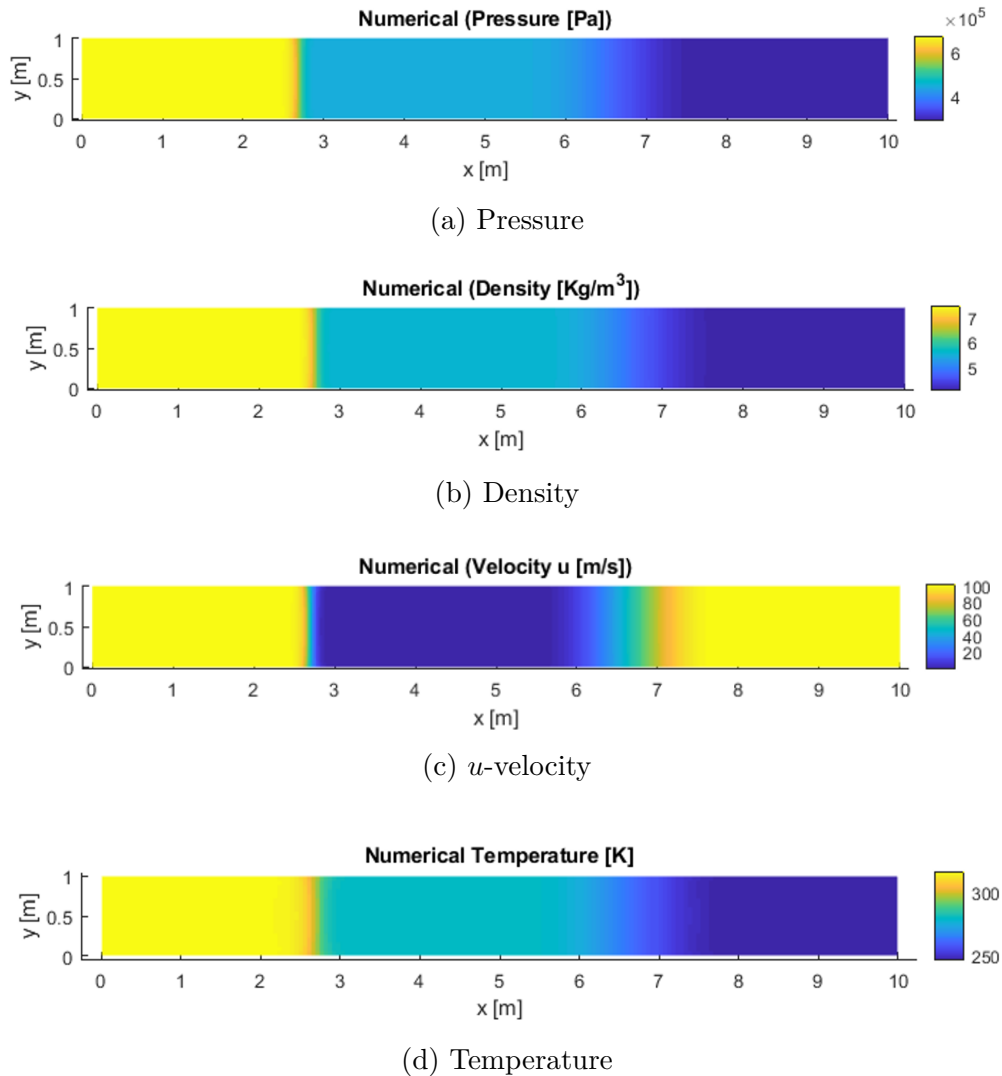 Numerical (Pressure [Pa])
×10⁵
1
0.5
0
y [m]
6
4
0 1 2 3 4 5 6 7 8 9 10
x [m]
(a) Pressure
Numerical (Density [Kg/m³])
1
0.5
0
y [m]
7
6
5
0 1 2 3 4 5 6 7 8 9 10
x [m]
(b) Density
Numerical (Velocity u [m/s])
1
0.5
0
y [m]
100
80
60
40
20
0 1 2 3 4 5 6 7 8 9 10
x [m]
(c) u-velocity
Numerical Temperature [K]
1
0.5
0
y [m]
300
250
0 1 2 3 4 5 6 7 8 9 10
x [m]
(d) Temperature